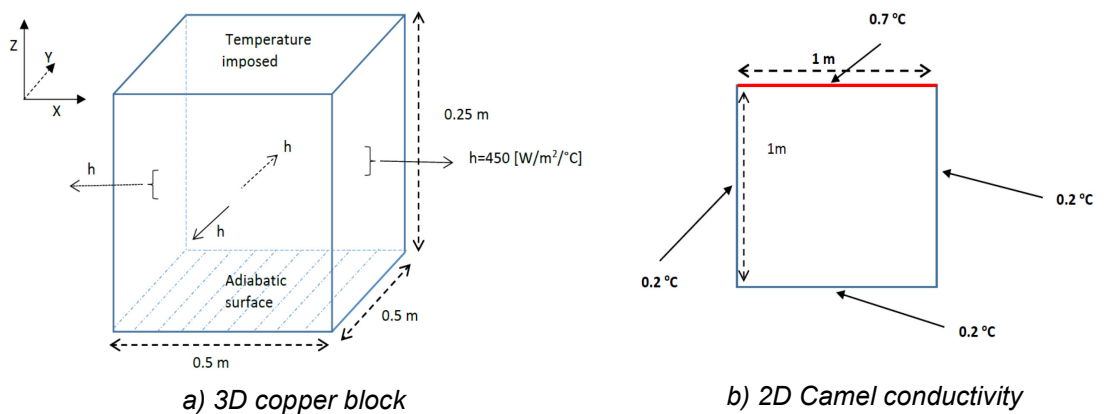 Z
Y
X
Temperature
imposed
0.25 m
h
h
h=450 [W/m²/°C]
h
Adiabatic
surface
0.5 m
0.5 m
a) 3D copper block
0.7 °C
1 m
1m
0.2 °C
0.2 °C
0.2 °C
b) 2D Camel conductivity